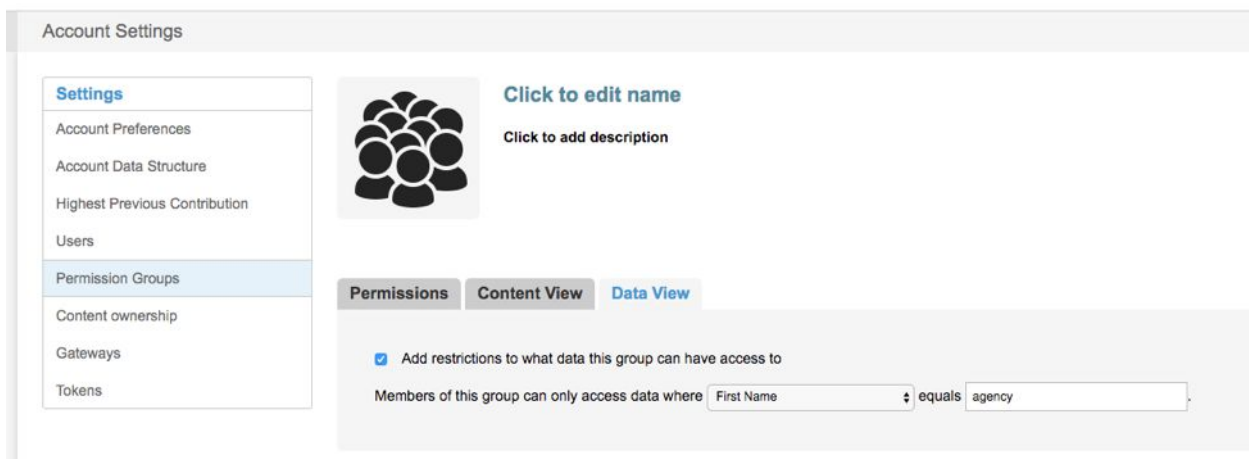 Account Settings
Settings
Account Preferences
Account Data Structure
Highest Previous Contribution
Users
Permission Groups
Content ownership
Gateways
Tokens
Click to edit name
Click to add description
Permissions Content View Data View
Add restrictions to what data this group can have access to
Members of this group can only access data where First Name equals agency .